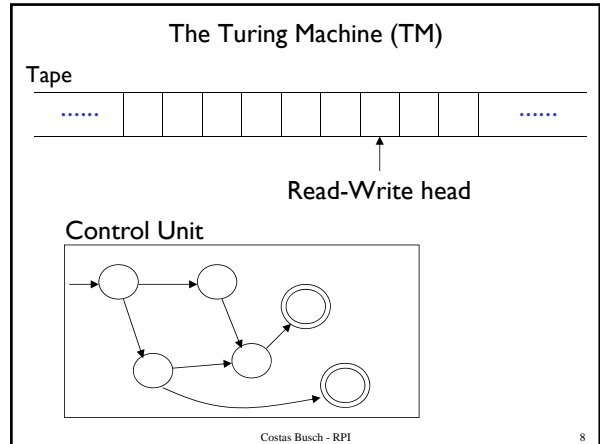 The Turing Machine (TM)
Tape
...... ......
Read-Write head
Control Unit
Costas Busch - RPI 8